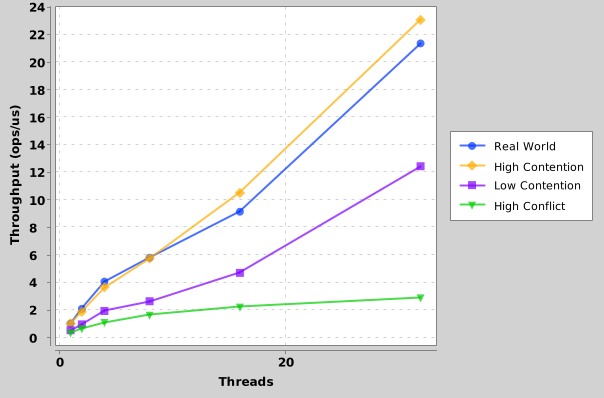 24
22
20
18
16
14
12
10
8
6
4
2
0
Throughput (ops/us)
0 20
Threads
Real World
High Contention
Low Contention
High Conflict